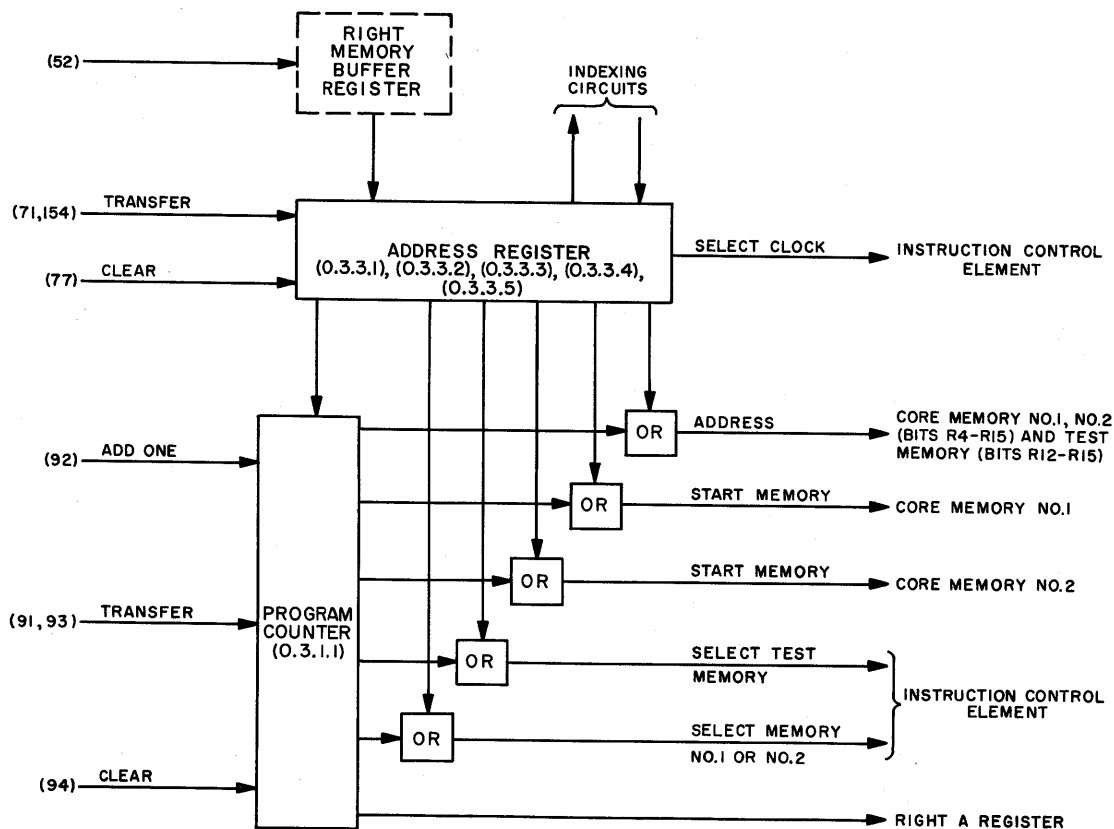 RIGHT
MEMORY
BUFFER
REGISTER
(52)
INDEXING
CIRCUITS
(71,154) TRANSFER
(77) CLEAR
ADDRESS REGISTER
(0.3.3.1), (0.3.3.2), (0.3.3.3), (0.3.3.4),
(0.3.3.5)
SELECT CLOCK
INSTRUCTION CONTROL
ELEMENT
OR
ADDRESS
CORE MEMORY NO.1, NO.2
(BITS R4-R15) AND TEST
MEMORY (BITS R12-R15)
(92) ADD ONE
OR
START MEMORY
CORE MEMORY NO.1
OR
START MEMORY
CORE MEMORY NO.2
(91,93) TRANSFER
PROGRAM
COUNTER
(0.3.1.1)
OR
SELECT TEST
MEMORY
INSTRUCTION CONTROL
ELEMENT
OR
SELECT MEMORY
NO.1 OR NO.2
(94) CLEAR
RIGHT A REGISTER